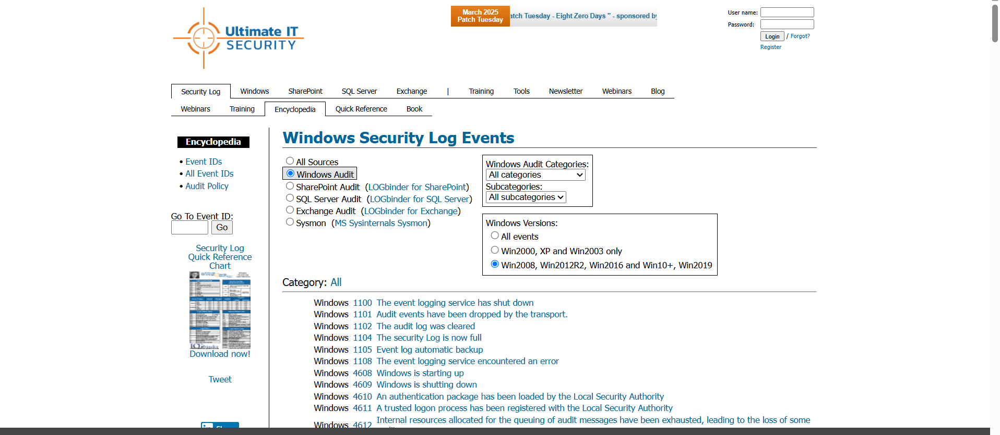 Ultimate IT
SECURITY
March 2025
Patch Tuesday
Patch Tuesday - Eight Zero Days " - sponsored by
User name:
Password:
Login / Forgot?
Register
Security Log Windows SharePoint SQL Server Exchange | Training Tools Newsletter Webinars Blog
Webinars Training Encyclopedia Quick Reference Book
Encyclopedia
• Event IDs
• All Event IDs
• Audit Policy
Go To Event ID:
Go
Security Log
Quick Reference
Chart
Download now!
Tweet
Windows Security Log Events
All Sources
Windows Audit
SharePoint Audit (LOGbinder for SharePoint)
SQL Server Audit (LOGbinder for SQL Server)
Exchange Audit (LOGbinder for Exchange)
Sysmon (MS Sysinternals Sysmon)
Windows Audit Categories:
All categories
Subcategories:
All subcategories
Windows Versions:
All events
Win2000, XP and Win2003 only
Win2008, Win2012R2, Win2016 and Win10+, Win2019
Category: All
Windows 1100 The event logging service has shut down
Windows 1101 Audit events have been dropped by the transport.
Windows 1102 The audit log was cleared
Windows 1104 The security Log is now full
Windows 1105 Event log automatic backup
Windows 1108 The event logging service encountered an error
Windows 4608 Windows is starting up
Windows 4609 Windows is shutting down
Windows 4610 An authentication package has been loaded by the Local Security Authority
Windows 4611 A trusted logon process has been registered with the Local Security Authority
Windows 4612 Internal resources allocated for the queuing of audit messages have been exhausted, leading to the loss of some